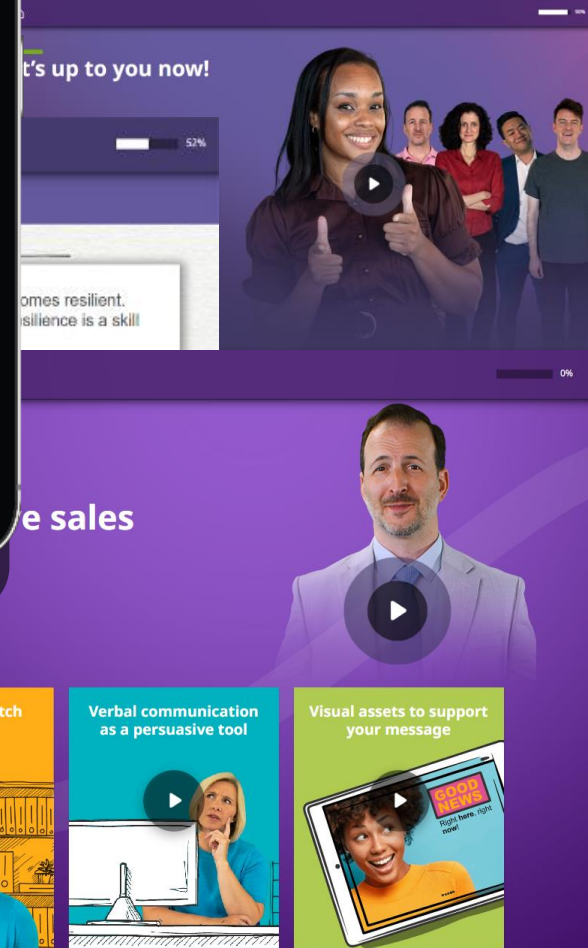 t's up to you now!
52%
omes resilient.
silience is a skill
0%
e sales
tch
Verbal communication
as a persuasive tool
Visual assets to support
your message
GOOD
NEWS
Right here, right
now!